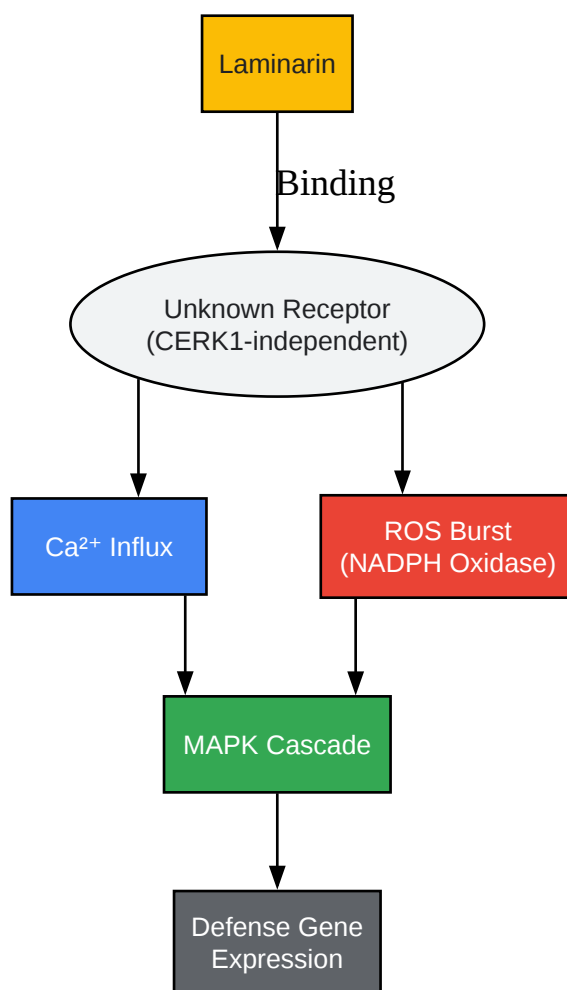 Laminarin
Binding
Unknown Receptor
(CERK1-independent)
Ca²⁺ Influx
ROS Burst
(NADPH Oxidase)
MAPK Cascade
Defense Gene
Expression